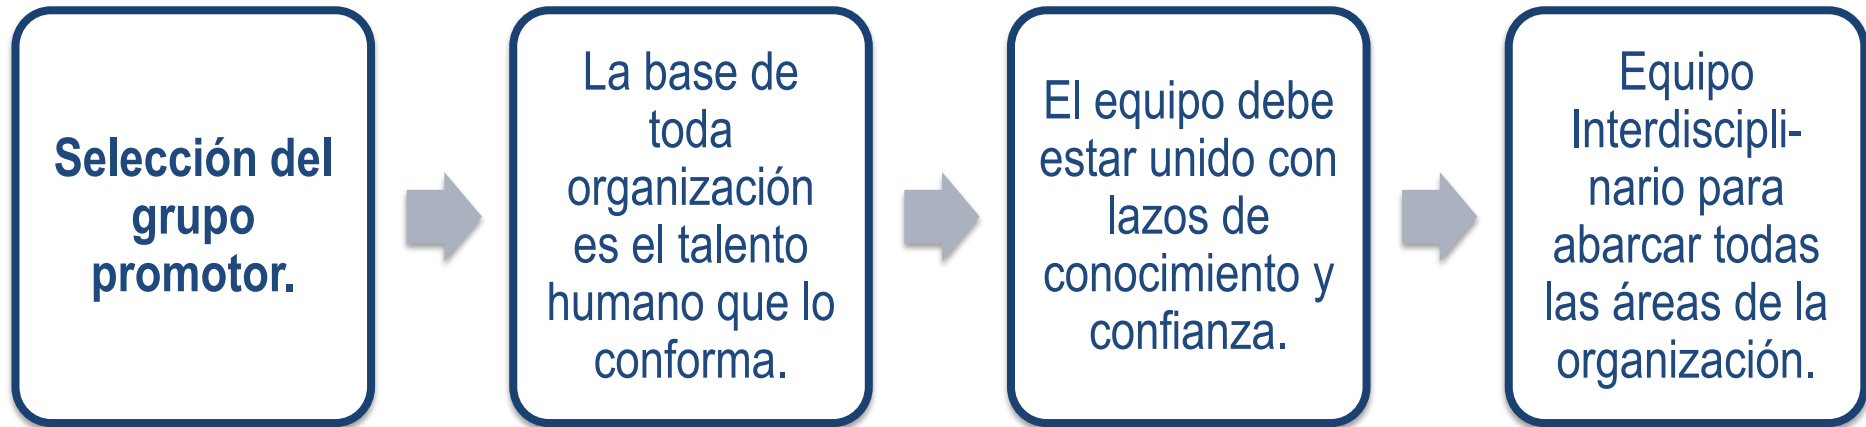 Selección del
grupo
promotor.
La base de
toda
organización
es el talento
humano que lo
conforma.
El equipo debe
estar unido con
lazos de
conocimiento y
confianza.
Equipo
Interdiscipli-
nario para
abarcar todas
las áreas de la
organización.